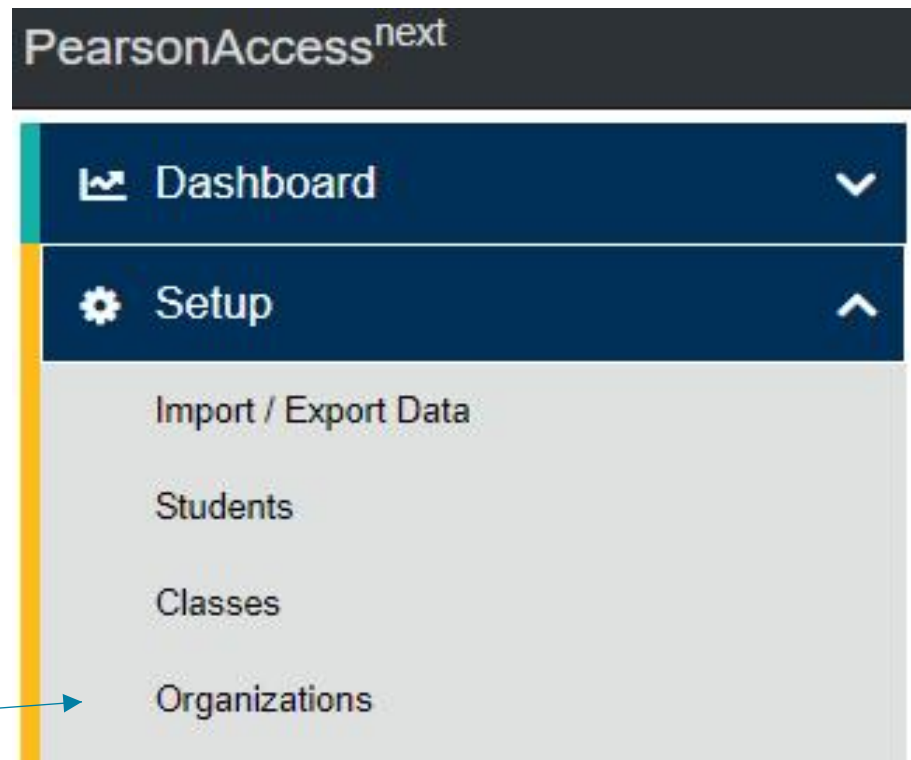 PearsonAccessnext
Dashboard
Setup
Import / Export Data
Students
Classes
Organizations